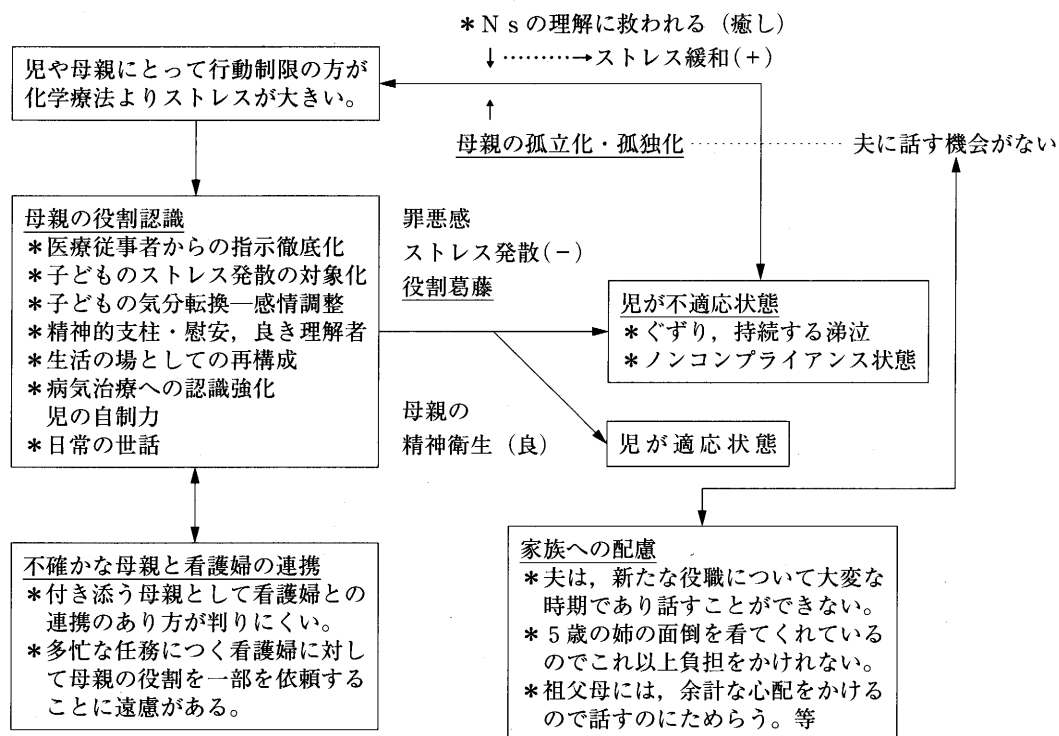 ＊Ｎｓの理解に救われる（癒し）
↓‥‥‥‥→ストレス緩和(＋)
児や母親にとって行動制限の方が
化学療法よりストレスが大きい。
↑
母親の孤立化・孤独化‥‥‥‥‥‥夫に話す機会がない
母親の役割認識
＊医療従事者からの指示徹底化
＊子どものストレス発散の対象化
＊子どもの気分転換―感情調整
＊精神的支柱・慰安，良き理解者
＊生活の場としての再構成
＊病気治療への認識強化
児の自制力
＊日常の世話
罪悪感
ストレス発散(－)
役割葛藤
母親の
精神衛生（良）
児が不適応状態
＊ぐずり，持続する涕泣
＊ノンコンプライアンス状態
児が適応状態
不確かな母親と看護婦の連携
＊付き添う母親として看護婦との
連携のあり方が判りにくい。
＊多忙な任務につく看護婦に対し
て母親の役割を一部を依頼する
ことに遠慮がある。
家族への配慮
＊夫は，新たな役職について大変な
時期であり話すことができない。
＊５歳の姉の面倒を看てくれている
のでこれ以上負担をかけれない。
＊祖父母には，余計な心配をかける
ので話すのにためらう。等